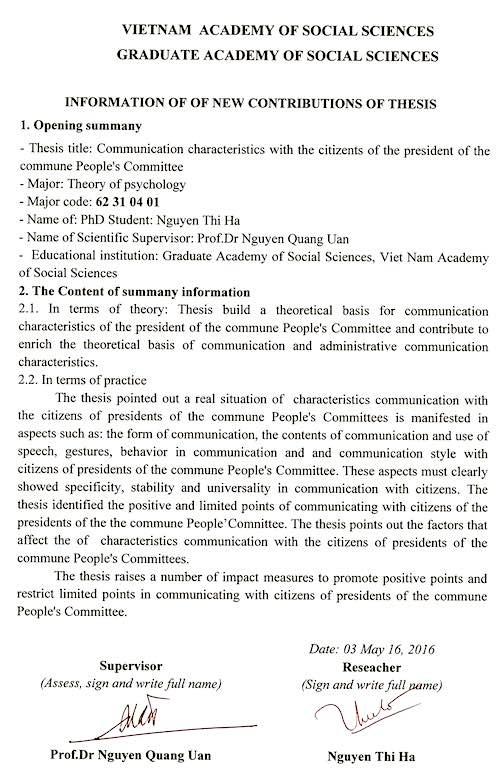 VIETNAM ACADEMY OF SOCIAL SCIENCES
GRADUATE ACADEMY OF SOCIAL SCIENCES
INFORMATION OF OF NEW CONTRIBUTIONS OF THESIS
1. Opening summany
- Thesis title: Communication characteristics with the citizents of the president of the
commune People's Committee
- Major: Theory of psychology
- Major code: 62 31 04 01
- Name of: PhD Student: Nguyen Thi Ha
- Name of Scientific Supervisor: Prof.Dr Nguyen Quang Uan
- Educational institution: Graduate Academy of Social Sciences, Viet Nam Academy
of Social Sciences
2. The Content of summany information
2.1. In terms of theory: Thesis build a theoretical basis for communication
characteristics of the president of the commune People's Committee and contribute to
enrich the theoretical basis of communication and administrative communication
characteristics.
2.2. In terms of practice
The thesis pointed out a real situation of characteristics communication with
the citizens of presidents of the commune People's Committees is manifested in
aspects such as: the form of communication, the contents of communication and use of
speech, gestures, behavior in communication and and communication style with
citizens of presidents of the commune People's Committee. These aspects must clearly
showed specificity, stability and universality in communication with citizens. The
thesis identified the positive and limited points of communicating with citizens of the
presidents of the the commune People'Committee. The thesis points out the factors that
affect the of characteristics communication with the citizens of presidents of the
commune People's Committees.
The thesis raises a number of impact measures to promote positive points and
restrict limited points in communicating with citizens of presidents of the commune
People's Committee.
Date: 03 May 16, 2016
Supervisor
Reseacher
(Assess, sign and write full name)
(Sign and write full name)
Prof.Dr Nguyen Quang Uan
Nguyen Thi Ha